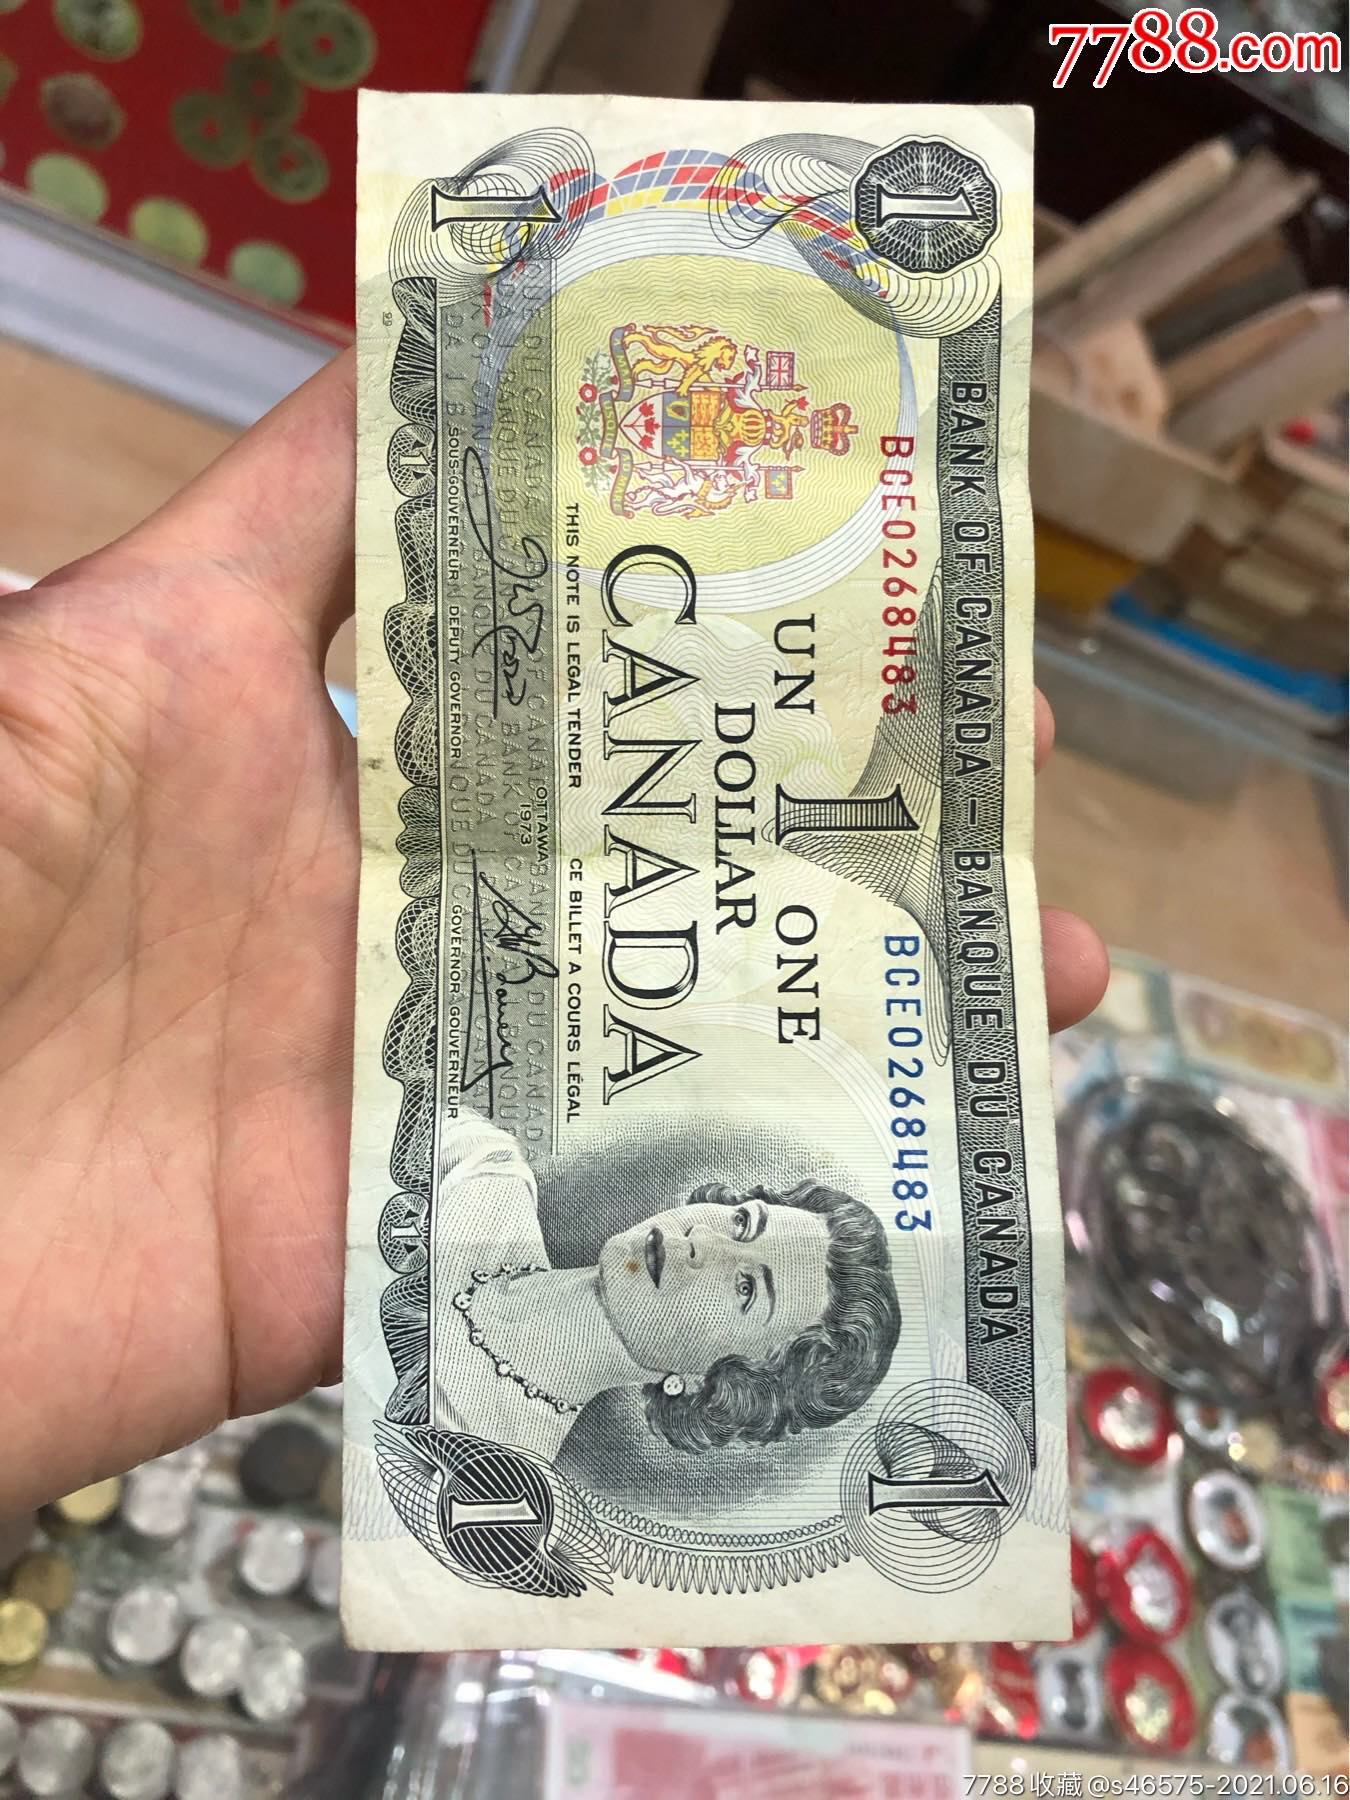 7788.com
BANK OF CANADA — BANQUE DU CANADA
BCE0268483
BCE0268483
1
1
UN 1 ONE
DOLLAR
CANADA
THIS NOTE IS LEGAL TENDER
CE BILLET A COURS LÉGAL
OTTAWA
1973
SOUS-GOUVERNEUR DEPUTY GOVERNOR
GOVERNOR GOUVERNEUR
1
1
1
1
7788收藏@s46575-2021.06.16